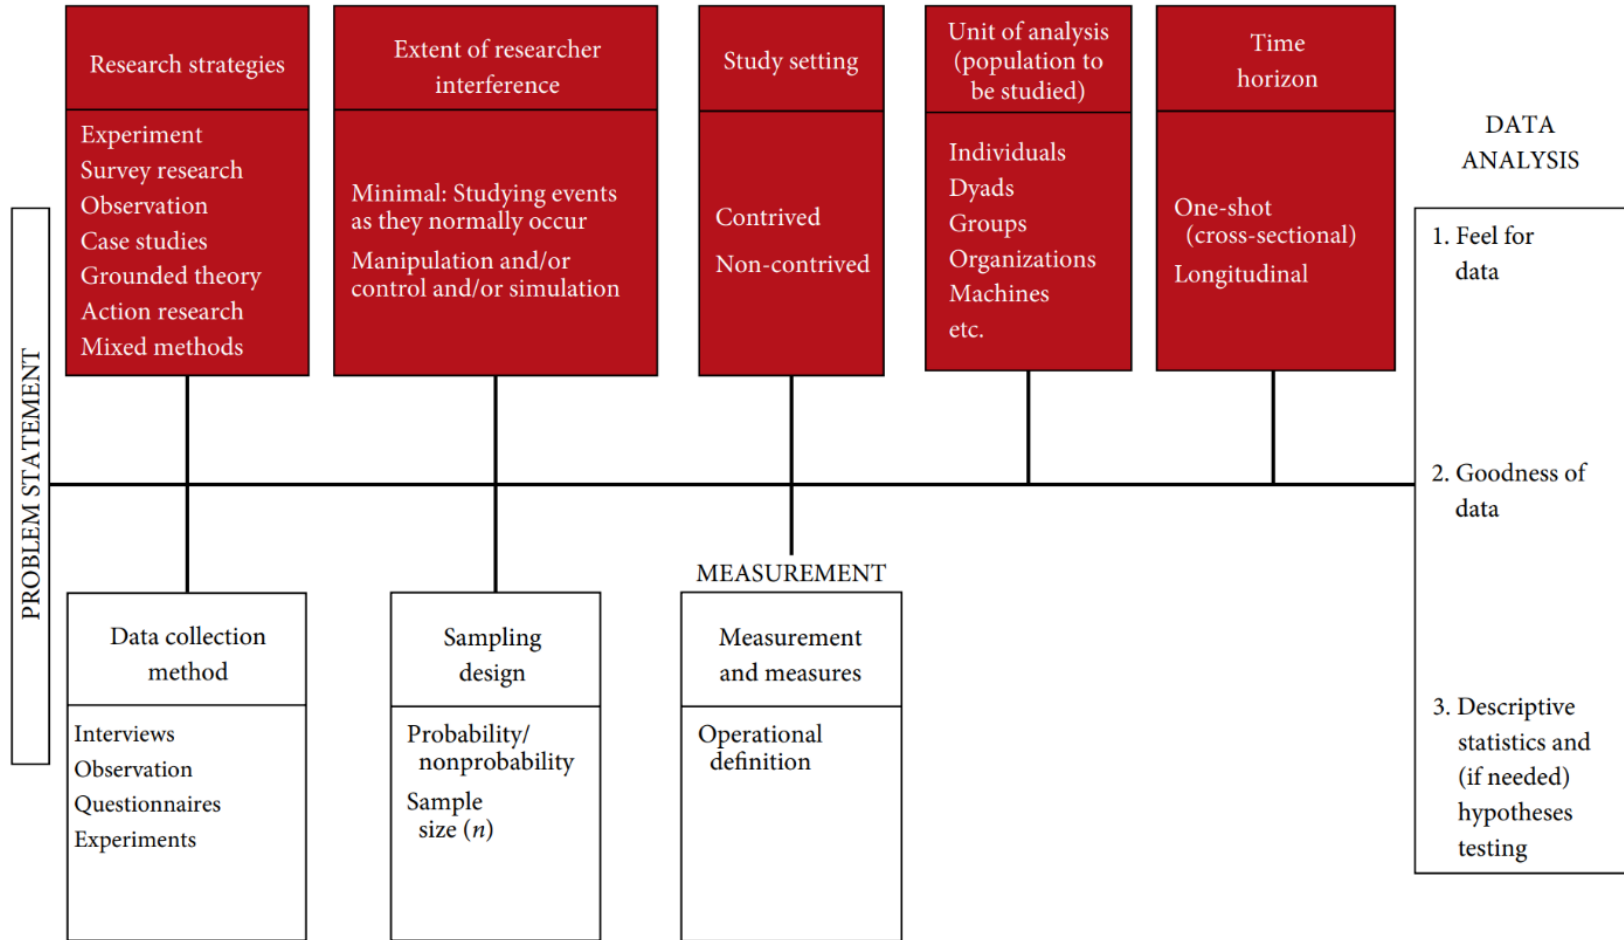 Research strategies
Experiment
Survey research
Observation
Case studies
Grounded theory
Action research
Mixed methods
Extent of researcher
interference
Minimal: Studying events
as they normally occur
Manipulation and/or
control and/or simulation
Study setting
Contrived
Non-contrived
Unit of analysis
(population to
be studied)
Individuals
Dyads
Groups
Organizations
Machines
etc.
Time
horizon
One-shot
(cross-sectional)
Longitudinal
DATA
ANALYSIS
1. Feel for
data
2. Goodness of
data
3. Descriptive
statistics and
(if needed)
hypotheses
testing
PROBLEM STATEMENT
Data collection
method
Interviews
Observation
Questionnaires
Experiments
Sampling
design
Probability/
nonprobability
Sample
size (n)
MEASUREMENT
Measurement
and measures
Operational
definition